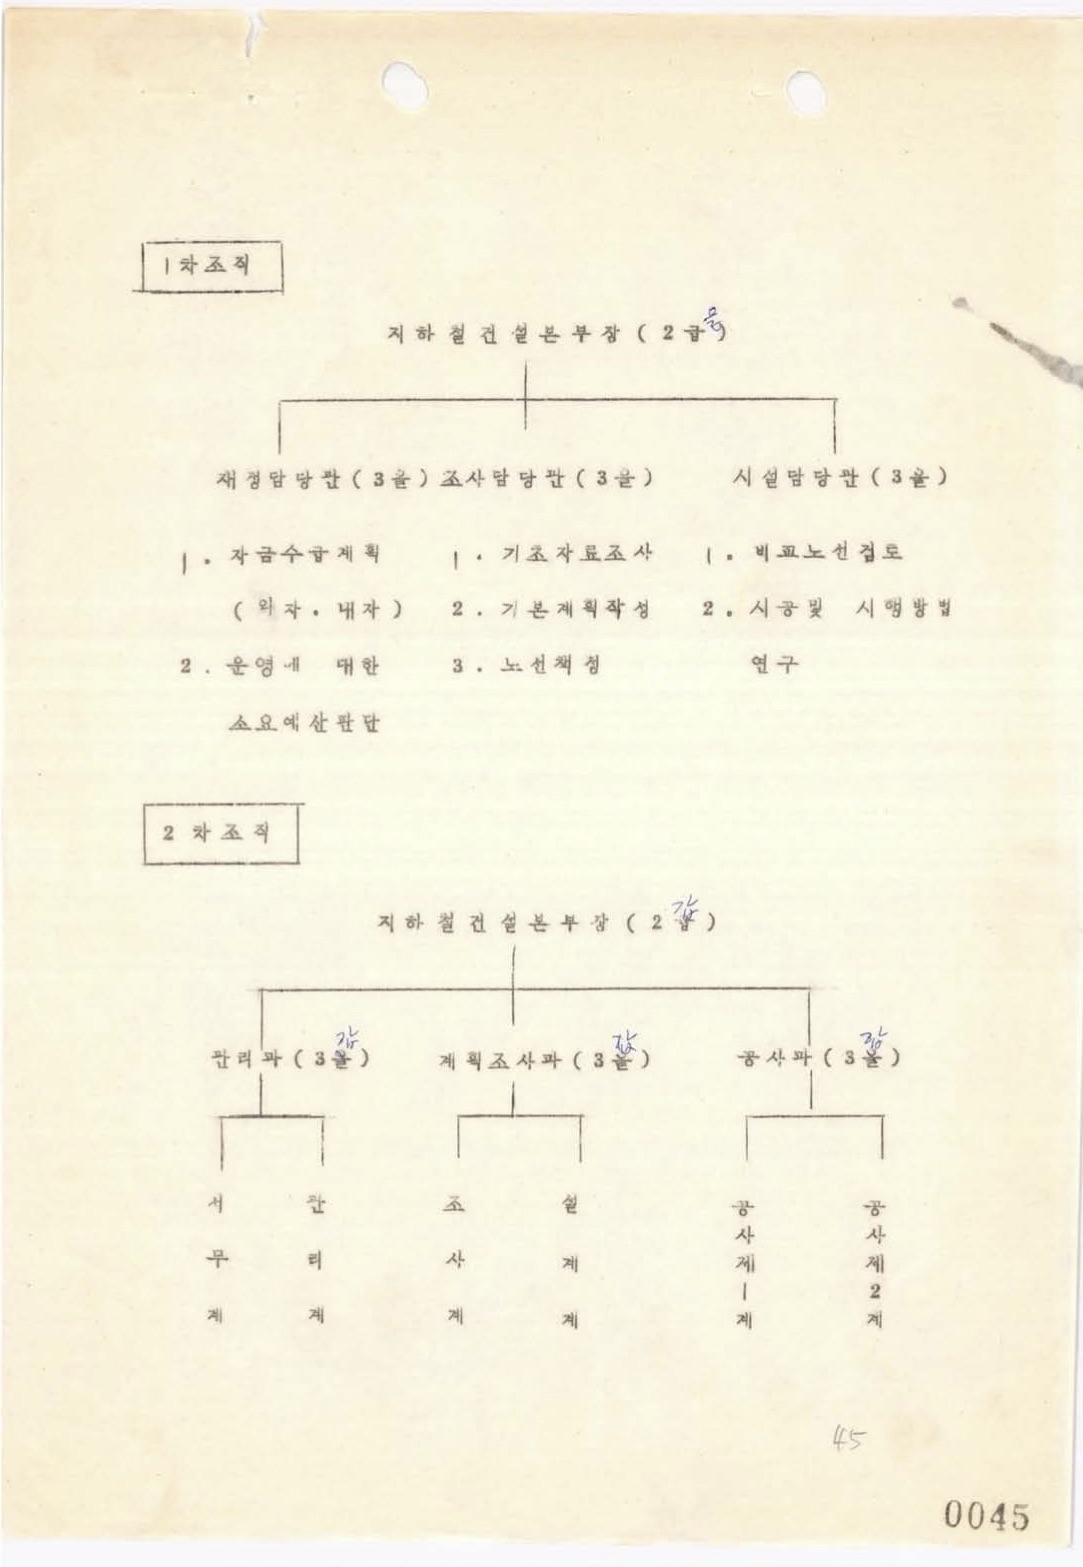 1차조직
지하철건설본부장 ( 2급을 )
재정담당관 ( 3을 ) 조사담당관 ( 3을 ) 시설담당관 ( 3을 )
1. 자금수급계획 1. 기초자료조사 1. 비교노선검토
( 외자. 내자 ) 2. 기본계획작성 2. 시공및 시행방법
2. 운영에 대한 3. 노선책정 연구
소요예산판단
2차조직
지하철건설본부장 ( 2갑 )
관리과 ( 3갑 ) 계획조사과 ( 3갑 ) 공사과 ( 3갑 )
서무계 관리계 조사계 설계계 공사제1계 공사제2계
45
0045